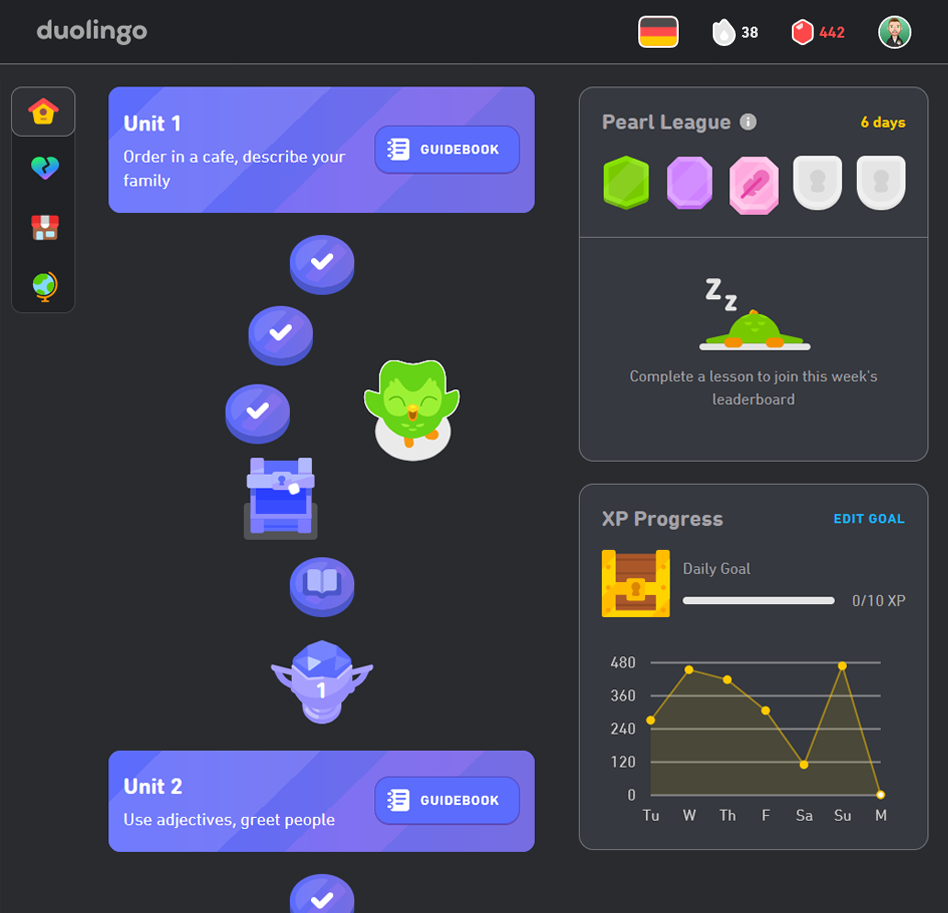 duolingo
38
442
Unit 1
Order in a cafe, describe your
family
GUIDEBOOK
1
Unit 2
Use adjectives, greet people
GUIDEBOOK
Pearl League i
6 days
Z
z
Complete a lesson to join this week's
leaderboard
XP Progress
EDIT GOAL
Daily Goal
0/10 XP
480
360
240
120
0
Tu W Th F Sa Su M